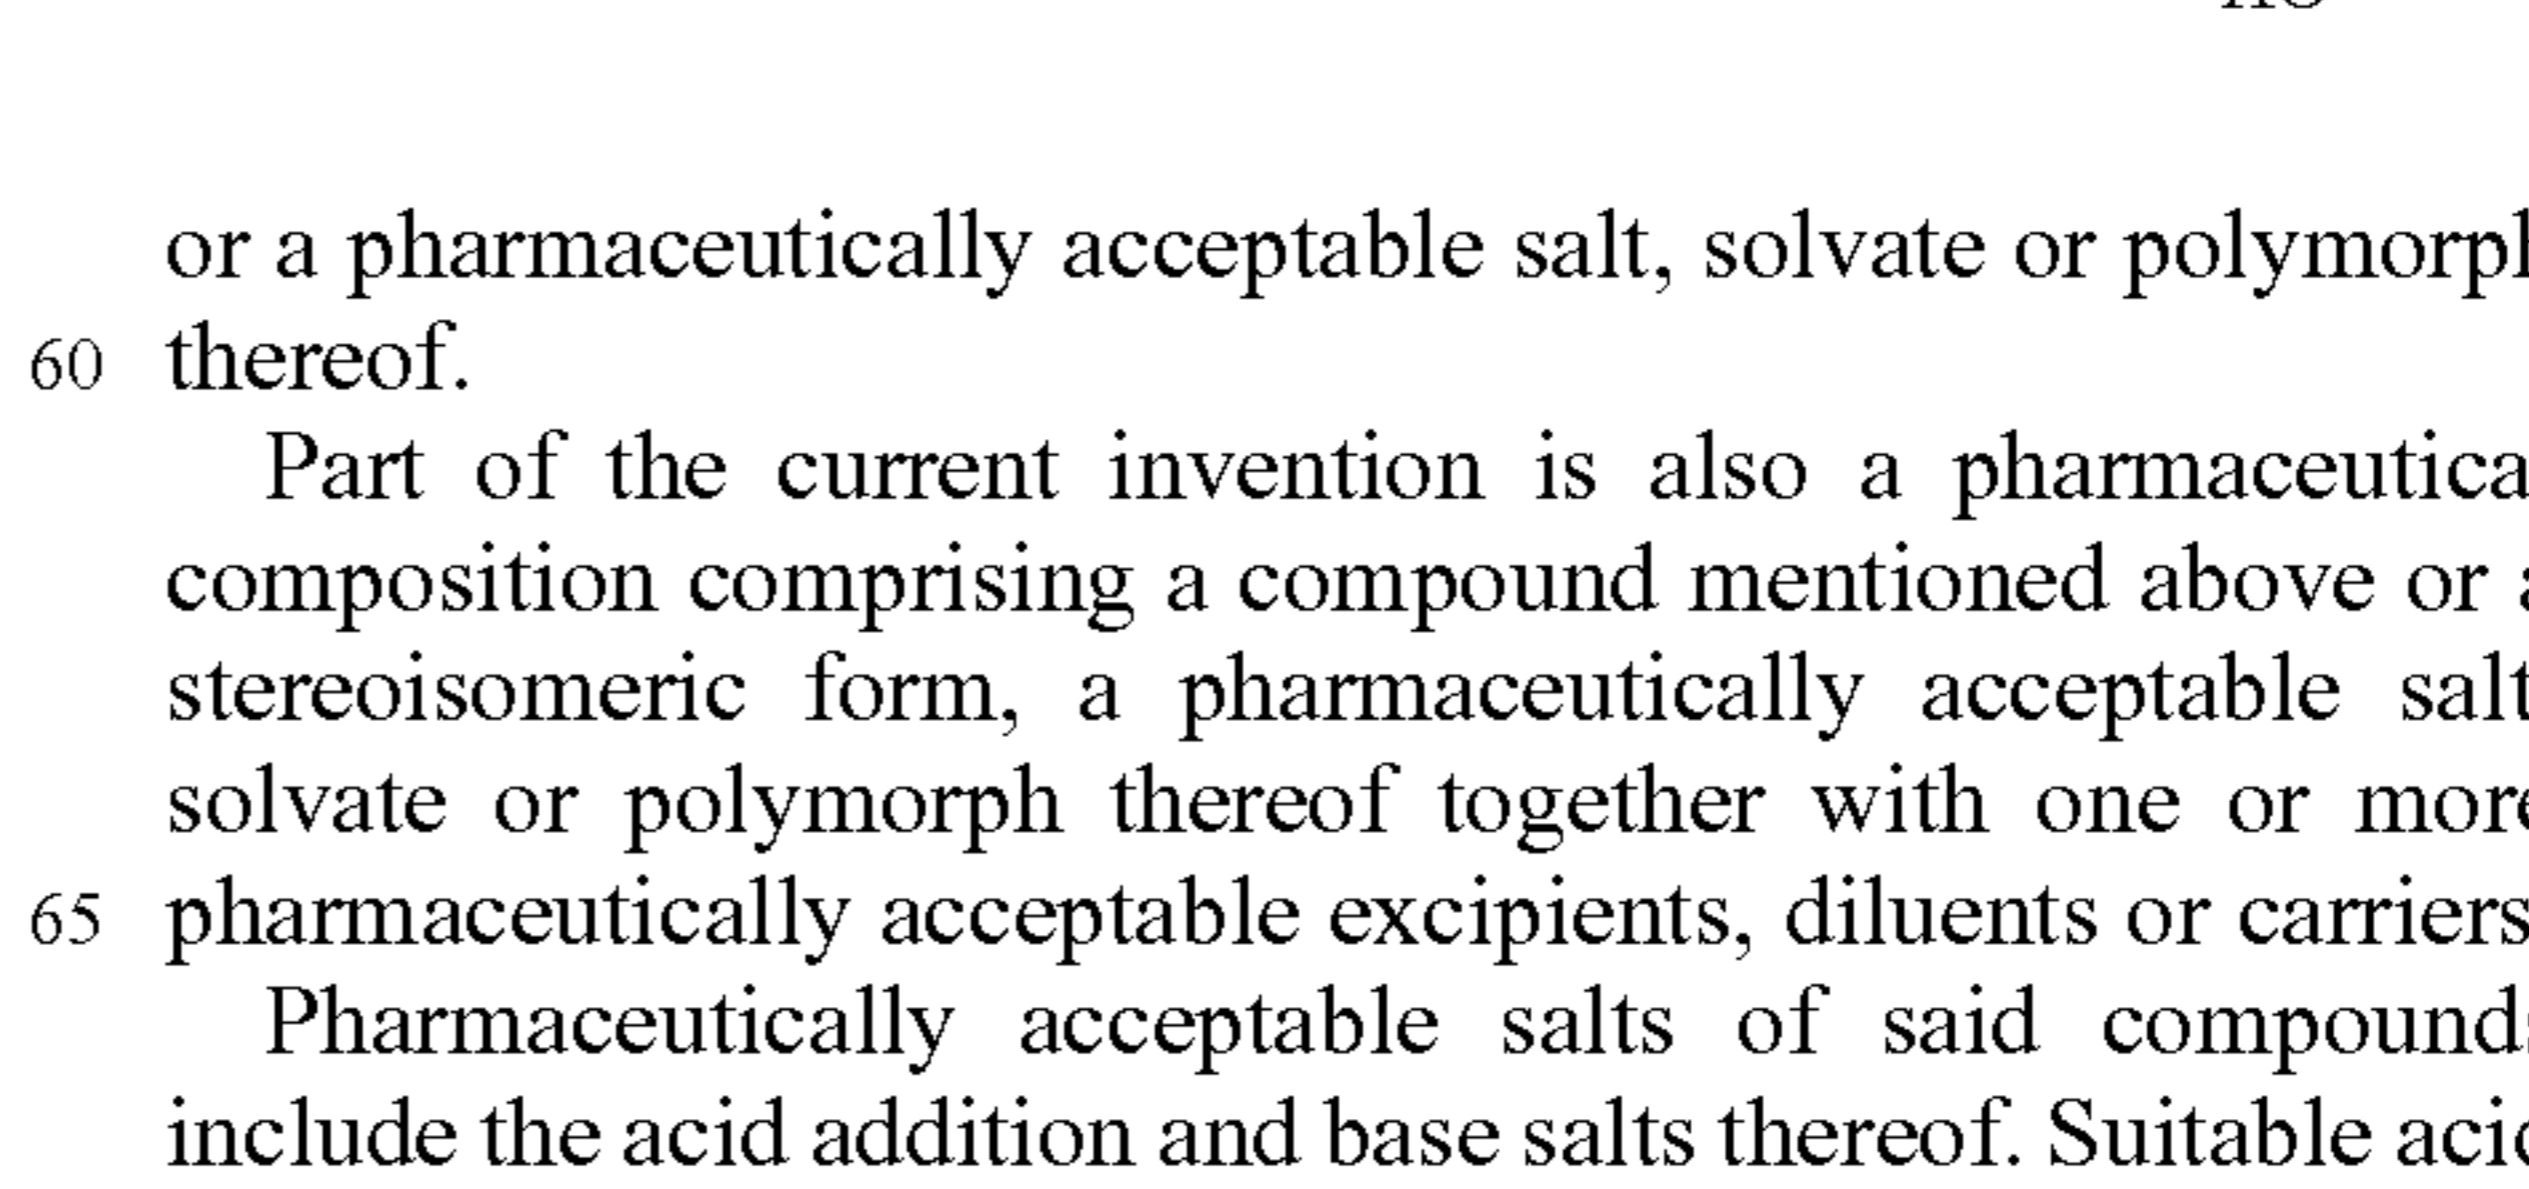 or a pharmaceutically acceptable salt, solvate or polymorph
60 thereof.
Part of the current invention is also a pharmaceutica
composition comprising a compound mentioned above or a
stereoisomeric form, a pharmaceutically acceptable salt
solvate or polymorph thereof together with one or more
65 pharmaceutically acceptable excipients, diluents or carriers
Pharmaceutically acceptable salts of said compounds
include the acid addition and base salts thereof. Suitable acid